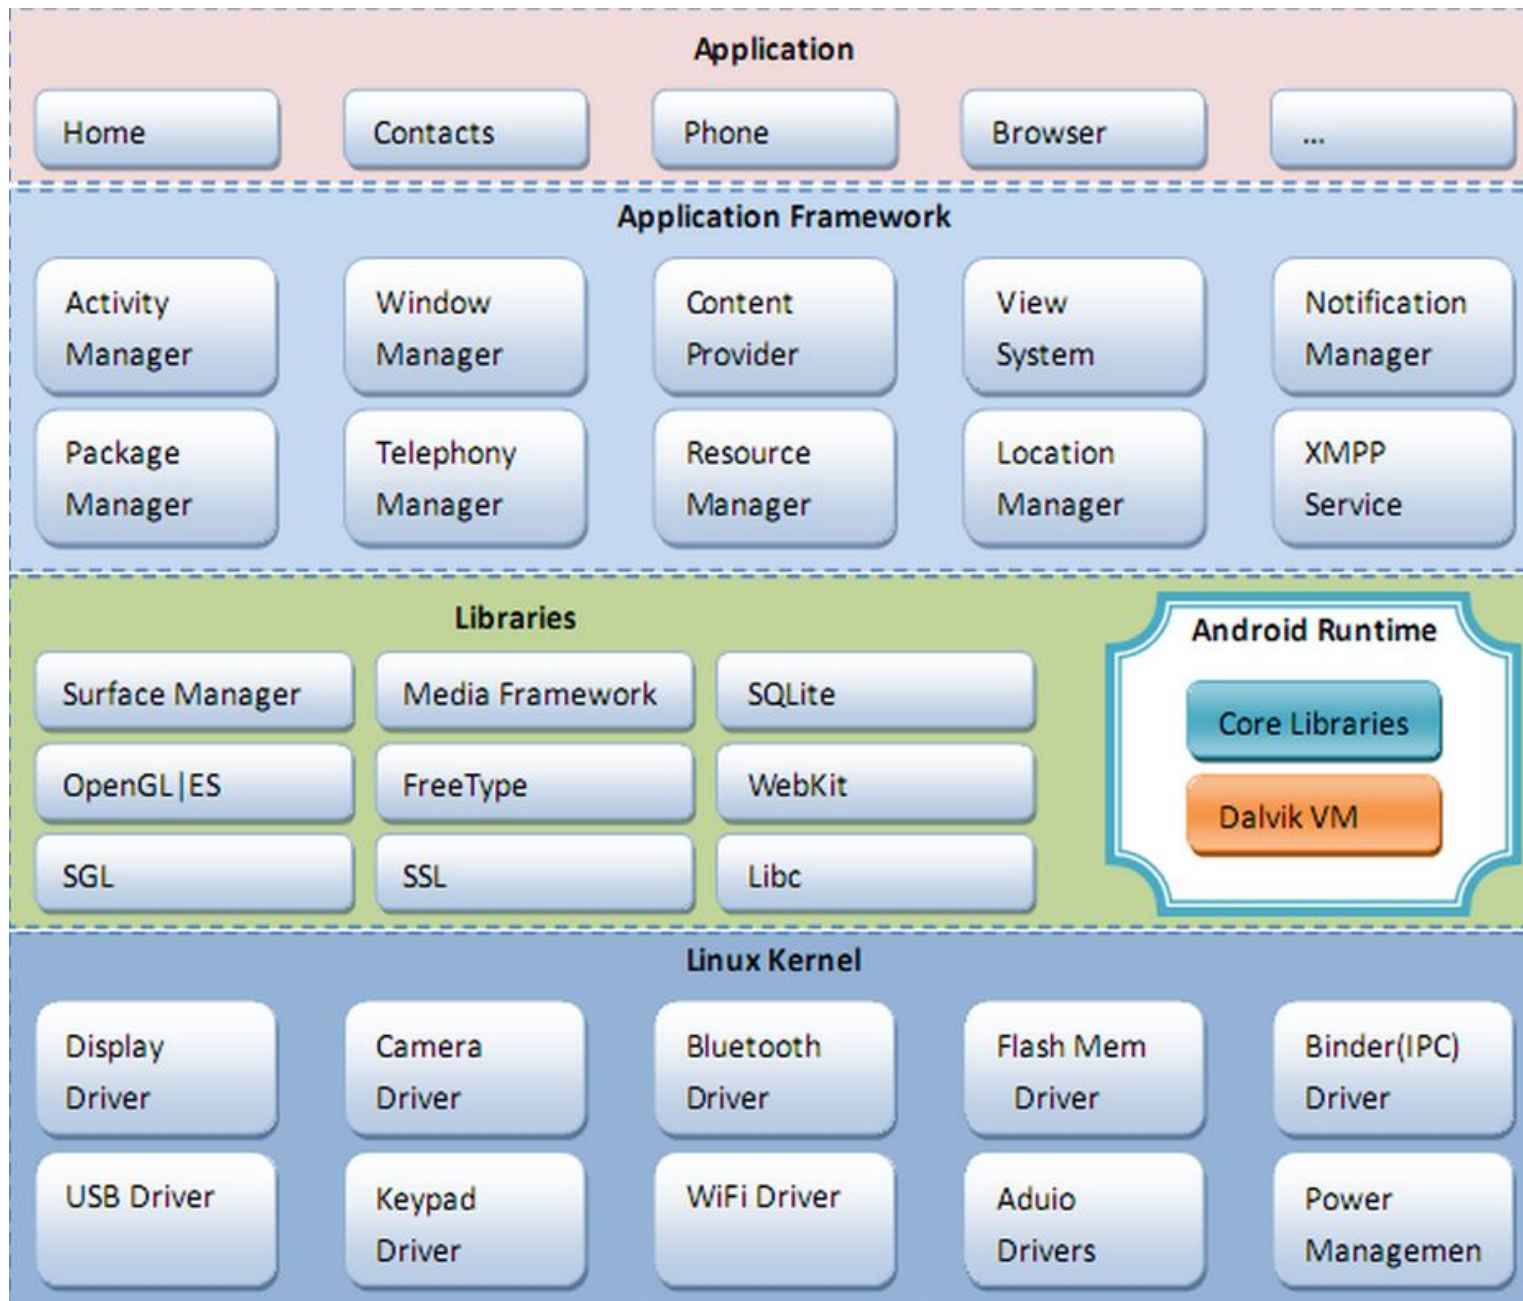 Application
Home
Contacts
Phone
Browser
...
Application Framework
Activity
Manager
Window
Manager
Content
Provider
View
System
Notification
Manager
Package
Manager
Telephony
Manager
Resource
Manager
Location
Manager
XMPP
Service
Libraries
Surface Manager
Media Framework
SQLite
OpenGL|ES
FreeType
WebKit
SGL
SSL
Libc
Android Runtime
Core Libraries
Dalvik VM
Linux Kernel
Display
Driver
Camera
Driver
Bluetooth
Driver
Flash Mem
Driver
Binder(IPC)
Driver
USB Driver
Keypad
Driver
WiFi Driver
Aduio
Drivers
Power
Managemen